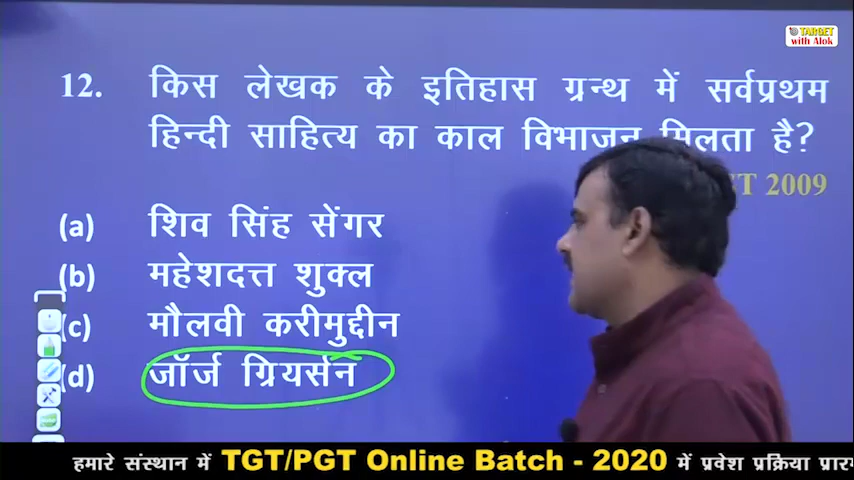 TARGET
with Alok
12. किस लेखक के इतिहास ग्रन्थ में सर्वप्रथम
हिन्दी साहित्य का काल विभाजन मिलता है?
2009
(a) शिव सिंह सेंगर
(b) महेशदत्त शुक्ल
(c) मौलवी करीमुद्दीन
(d) जॉर्ज ग्रियर्सन
हमारे संस्थान में TGT/PGT Online Batch - 2020 में प्रवेश प्रक्रिया